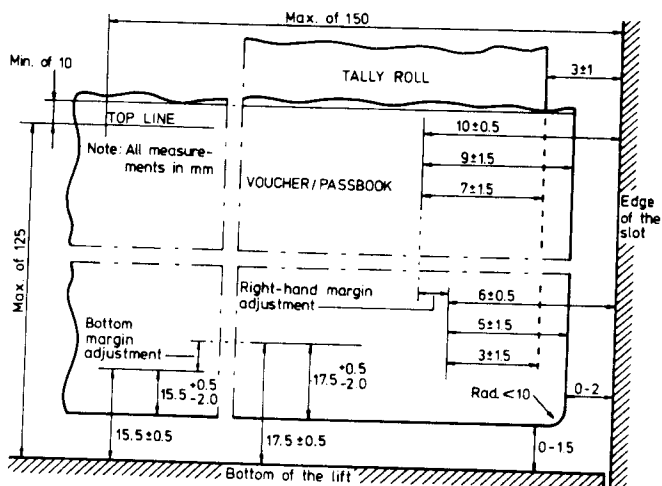 Max. of 150
Min. of 10
TALLY ROLL
3±1
TOP LINE
10±0.5
Note: All measure-
ments in mm
9±1.5
VOUCHER/PASSBOOK
7±1.5
Edge
of the
slot
Max. of 125
Right-hand margin
adjustment
6±0.5
Bottom
margin
adjustment
5±1.5
3±1.5
15.5 +0.5
-2.0
17.5 +0.5
-2.0
Rad.<10
0-2
15.5±0.5
17.5±0.5
0-1.5
Bottom of the lift